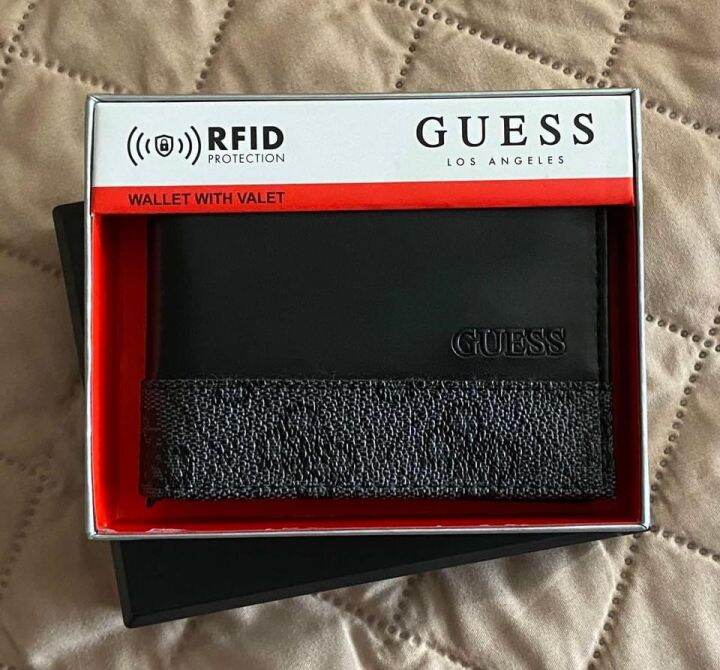 RFID
PROTECTION
GUESS
LOS ANGELES
WALLET WITH VALET
GUESS